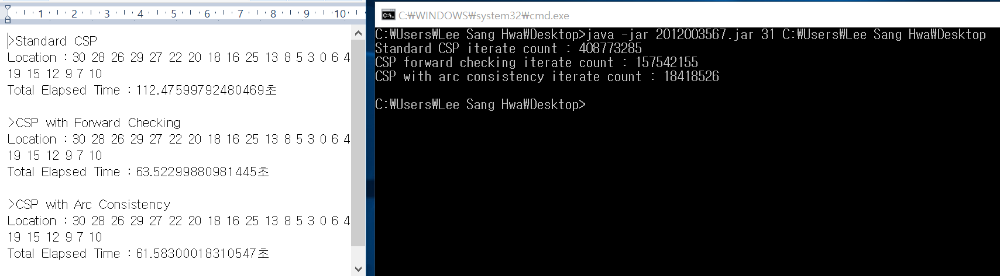 1 2 3 4 5 6 7 8 9 10
>Standard CSP
Location : 30 28 26 29 27 22 20 18 16 25 13 8 5 3 0 6 4
19 15 12 9 7 10
Total Elapsed Time : 112.47599792480469초
>CSP with Forward Checking
Location : 30 28 26 29 27 22 20 18 16 25 13 8 5 3 0 6 4
19 15 12 9 7 10
Total Elapsed Time : 63.52299880981445초
>CSP with Arc Consistency
Location : 30 28 26 29 27 22 20 18 16 25 13 8 5 3 0 6 4
19 15 12 9 7 10
Total Elapsed Time : 61.58300018310547초
C:\. C:₩WINDOWS₩system32₩cmd.exe
C:₩Users₩Lee Sang Hwa₩Desktop>java -jar 2012003567.jar 31 C:₩Users₩Lee Sang Hwa₩Desktop
Standard CSP iterate count : 408773285
CSP forward checking iterate count : 157542155
CSP with arc consistency iterate count : 18418526
C:₩Users₩Lee Sang Hwa₩Desktop>